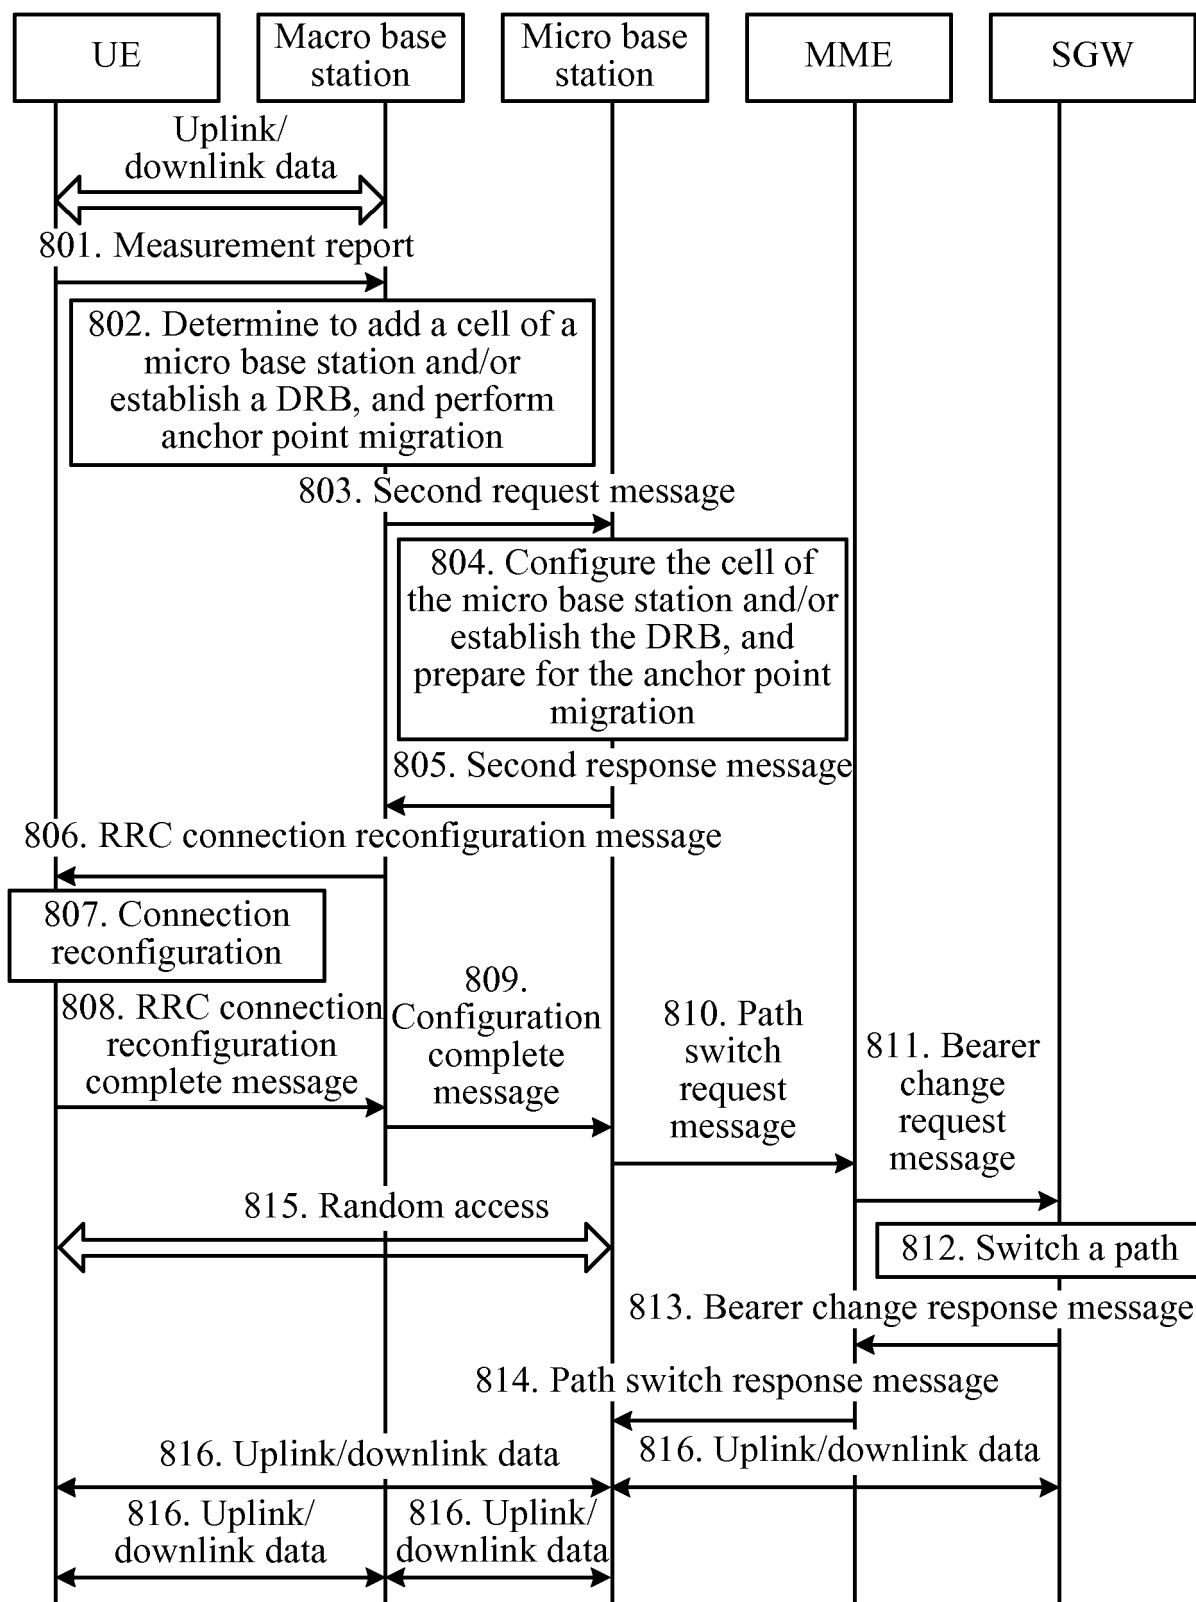 UE
Macro base
station
Micro base
station
MME
SGW
Uplink/
downlink data
801. Measurement report
802. Determine to add a cell of a
micro base station and/or
establish a DRB, and perform
anchor point migration
803. Second request message
804. Configure the cell of
the micro base station and/or
establish the DRB, and
prepare for the anchor point
migration
805. Second response message
806. RRC connection reconfiguration message
807. Connection
reconfiguration
808. RRC connection
reconfiguration
complete message
809.
Configuration
complete
message
810. Path
switch
request
message
811. Bearer
change
request
message
815. Random access
812. Switch a path
813. Bearer change response message
814. Path switch response message
816. Uplink/downlink data
816. Uplink/downlink data
816. Uplink/
downlink data
816. Uplink/
downlink data